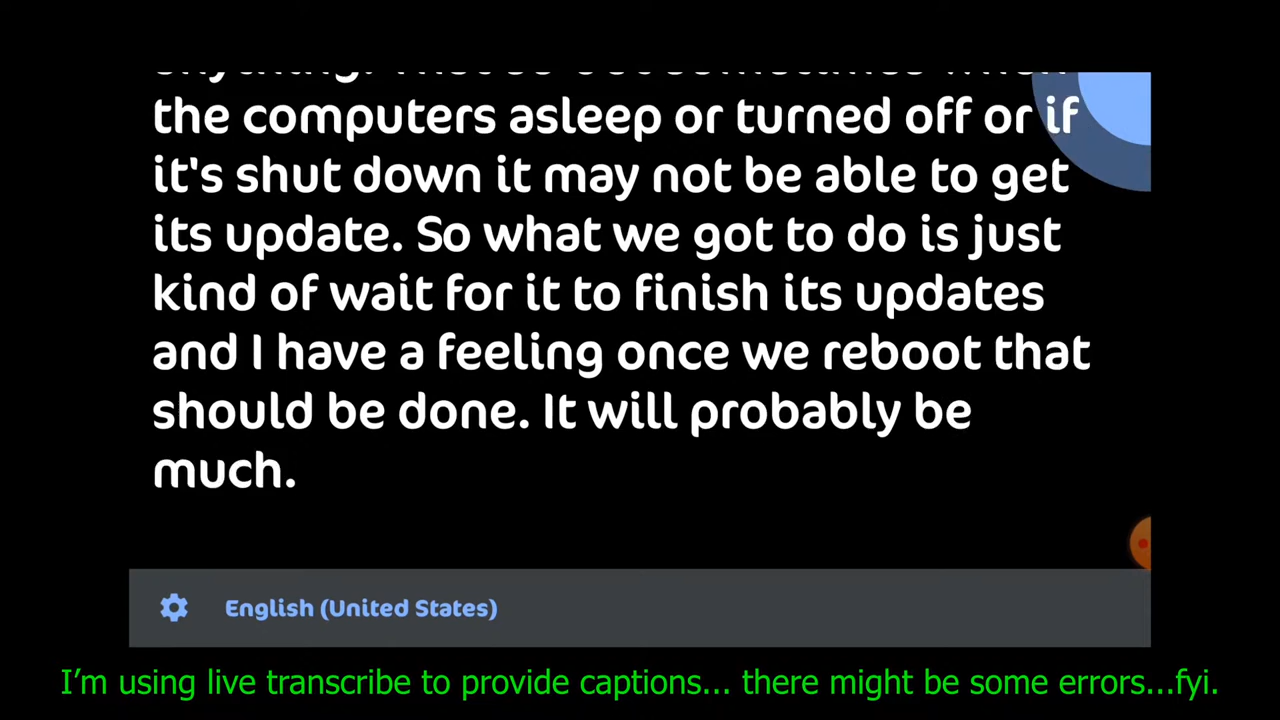 the computers asleep or turned off or if
it's shut down it may not be able to get
its update. So what we got to do is just
kind of wait for it to finish its updates
and I have a feeling once we reboot that
should be done. It will probably be
much.
English (United States)
I'm using live transcribe to provide captions... there might be some errors...fyi.